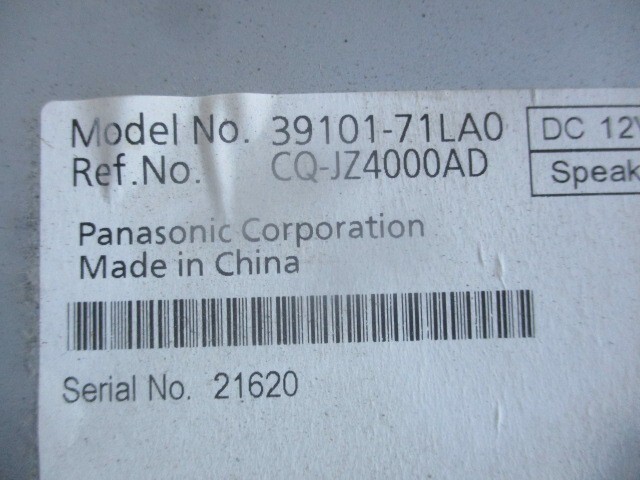 Model No. 39101-71LA0
Ref.No. CQ-JZ4000AD
DC 12V
Speak
Panasonic Corporation
Made in China
Serial No. 21620